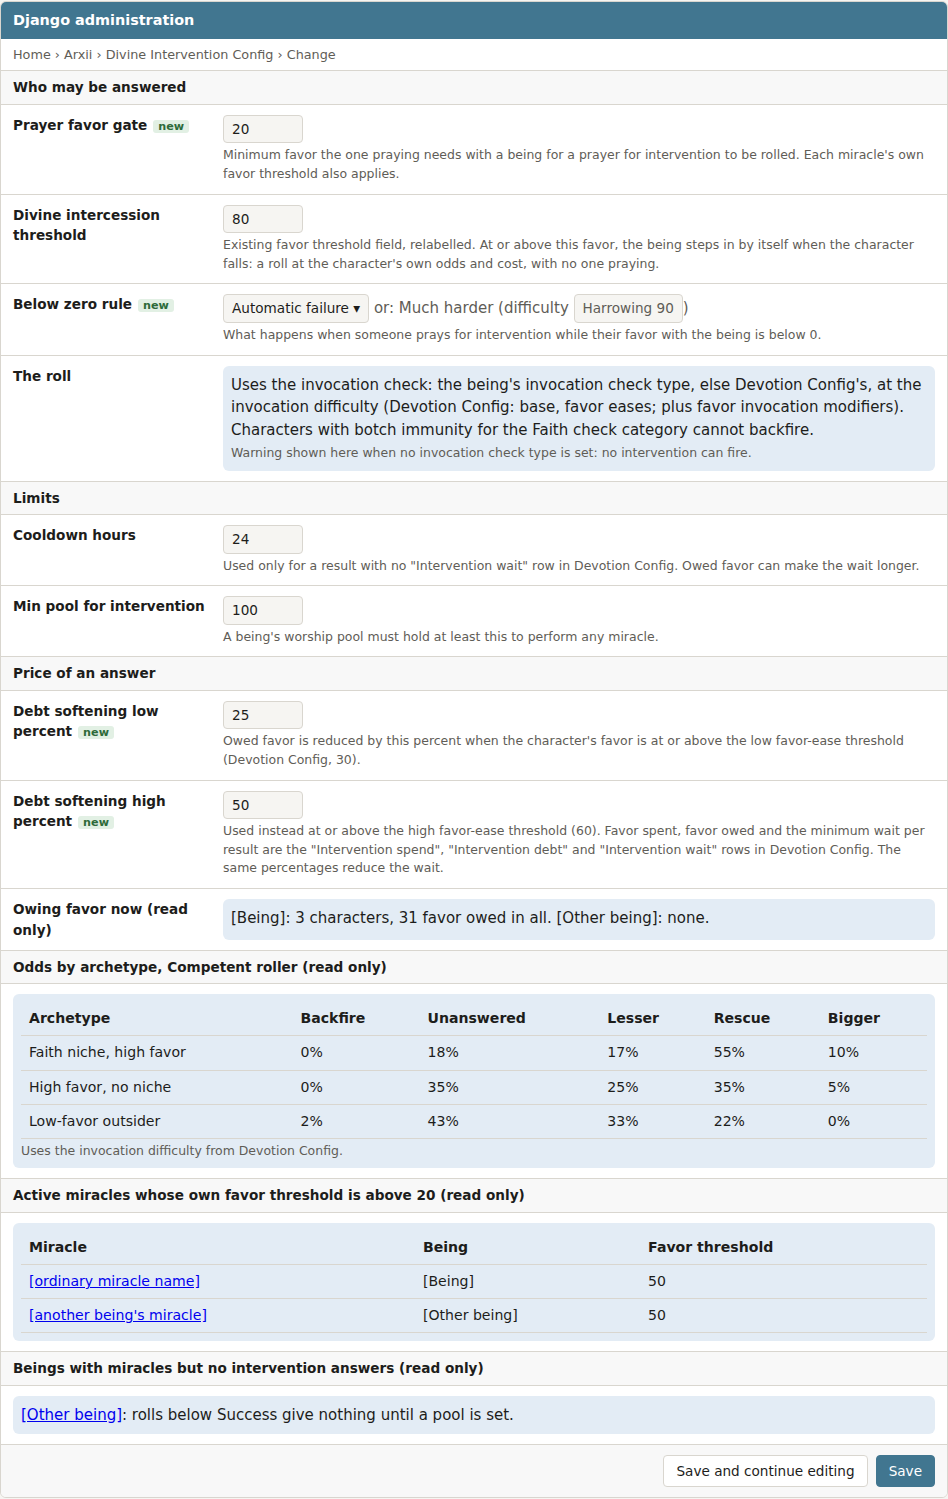 Django administration
Home › Arxii › Divine Intervention Config › Change
Who may be answered
Prayer favor gate new
20
Minimum favor the one praying needs with a being for a prayer for intervention to be rolled. Each miracle's own
favor threshold also applies.
Divine intercession
threshold
80
Existing favor threshold field, relabelled. At or above this favor, the being steps in by itself when the character
falls: a roll at the character's own odds and cost, with no one praying.
Below zero rule new
Automatic failure ▾ or: Much harder (difficulty Harrowing 90)
What happens when someone prays for intervention while their favor with the being is below 0.
The roll
Uses the invocation check: the being's invocation check type, else Devotion Config's, at the
invocation difficulty (Devotion Config: base, favor eases; plus favor invocation modifiers).
Characters with botch immunity for the Faith check category cannot backfire.
Warning shown here when no invocation check type is set: no intervention can fire.
Limits
Cooldown hours
24
Used only for a result with no "Intervention wait" row in Devotion Config. Owed favor can make the wait longer.
Min pool for intervention
100
A being's worship pool must hold at least this to perform any miracle.
Price of an answer
Debt softening low
percent new
25
Owed favor is reduced by this percent when the character's favor is at or above the low favor-ease threshold
(Devotion Config, 30).
Debt softening high
percent new
50
Used instead at or above the high favor-ease threshold (60). Favor spent, favor owed and the minimum wait per
result are the "Intervention spend", "Intervention debt" and "Intervention wait" rows in Devotion Config. The
same percentages reduce the wait.
Owing favor now (read
only)
[Being]: 3 characters, 31 favor owed in all. [Other being]: none.
Odds by archetype, Competent roller (read only)
Archetype Backfire Unanswered Lesser Rescue Bigger
Faith niche, high favor 0% 18% 17% 55% 10%
High favor, no niche 0% 35% 25% 35% 5%
Low-favor outsider 2% 43% 33% 22% 0%
Uses the invocation difficulty from Devotion Config.
Active miracles whose own favor threshold is above 20 (read only)
Miracle Being Favor threshold
[ordinary miracle name] [Being] 50
[another being's miracle] [Other being] 50
Beings with miracles but no intervention answers (read only)
[Other being]: rolls below Success give nothing until a pool is set.
Save and continue editing Save